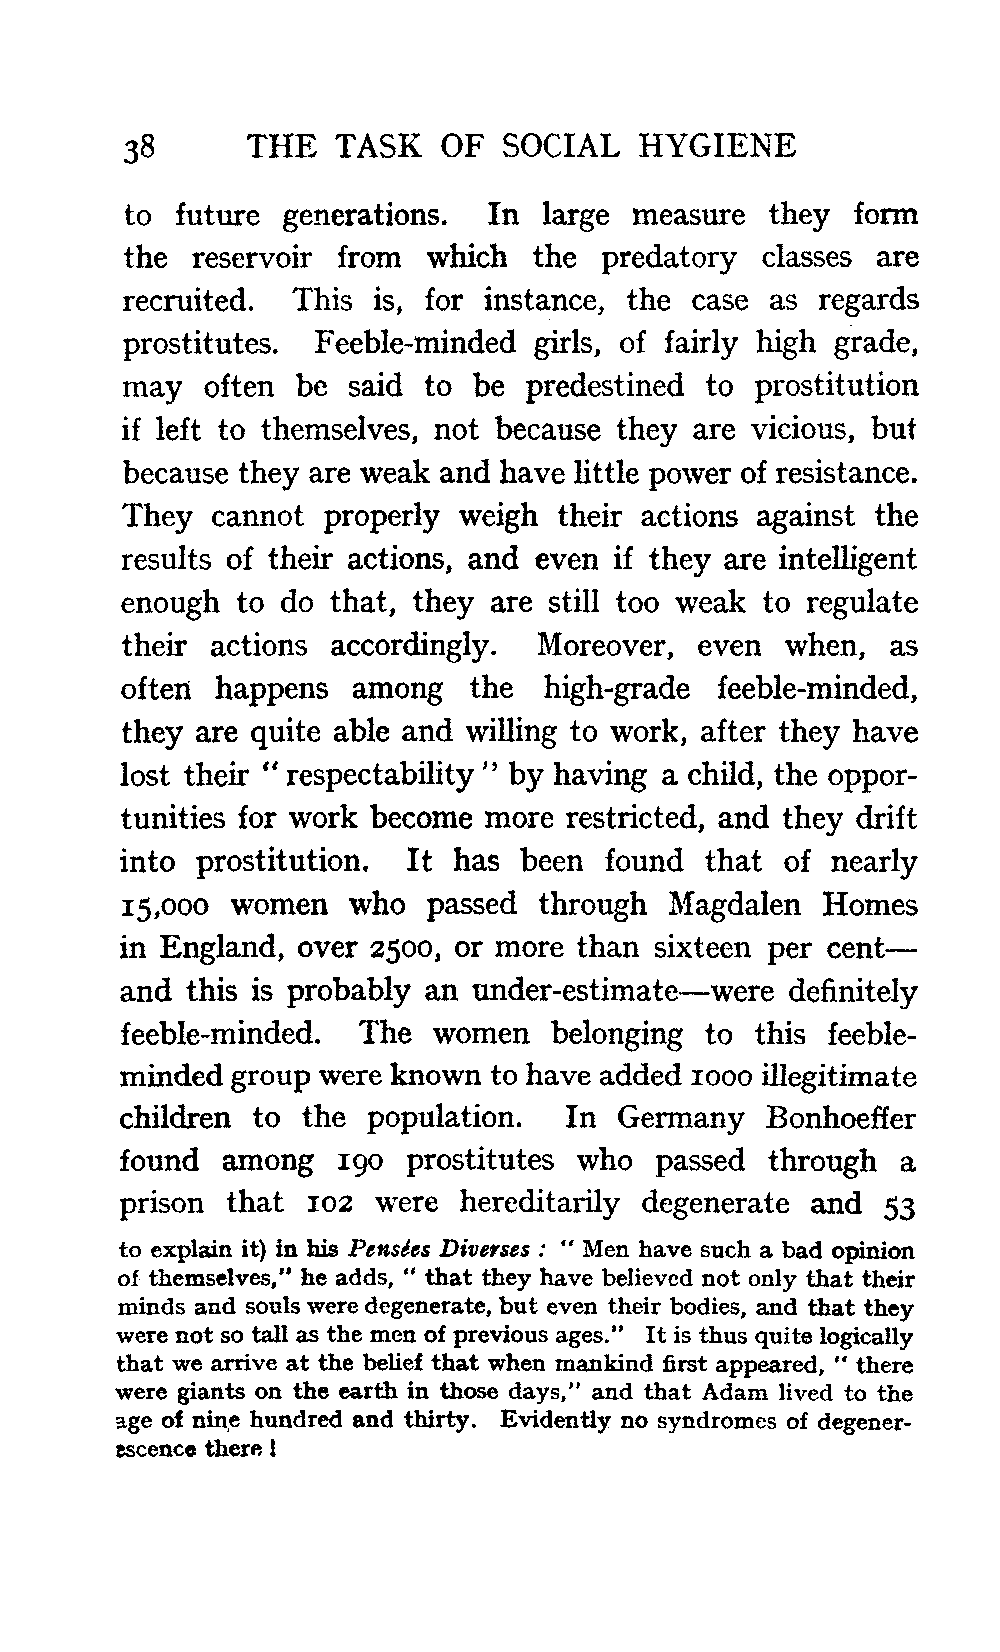 38 THE TASK OF SOCIAL HYGIENE
to future generations. In large measure they form
the reservoir from which the predatory classes are
recruited. This is, for instance, the case as regards
prostitutes. Feeble-minded girls, of fairly high grade,
may often be said to be predestined to prostitution
if left to themselves, not because they are vicious, but
because they are weak and have little power of resistance.
They cannot properly weigh their actions against the
results of their actions, and even if they are intelligent
enough to do that, they are still too weak to regulate
their actions accordingly. Moreover, even when, as
often happens among the high-grade feeble-minded,
they are quite able and willing to work, after they have
lost their " respectability " by having a child, the oppor-
tunities for work become more restricted, and they drift
into prostitution. It has been found that of nearly
15,000 women who passed through Magdalen Homes
in England, over 2500, or more than sixteen per cent—
and this is probably an under-estimate—were definitely
feeble-minded. The women belonging to this feeble-
minded group were known to have added 1000 illegitimate
children to the population. In Germany Bonhoeffer
found among 190 prostitutes who passed through a
prison that 102 were hereditarily degenerate and 53
to explain it) in his Pensées Diverses : " Men have such a bad opinion
of themselves," he adds, " that they have believed not only that their
minds and souls were degenerate, but even their bodies, and that they
were not so tall as the men of previous ages." It is thus quite logically
that we arrive at the belief that when mankind first appeared, " there
were giants on the earth in those days," and that Adam lived to the
age of nine hundred and thirty. Evidently no syndromes of degener-
escence there !